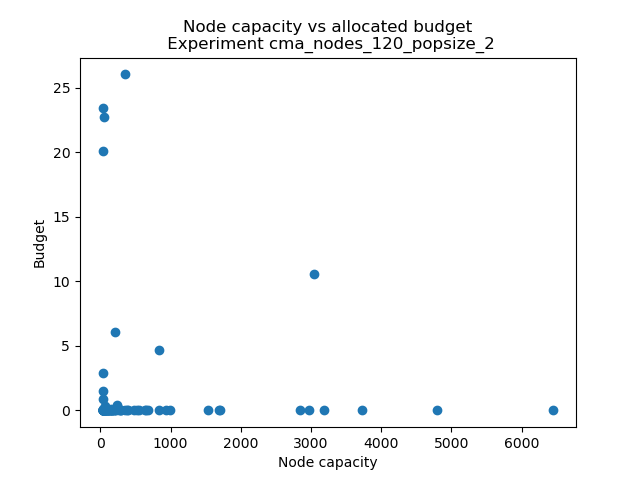 Node capacity vs allocated budget
Experiment cma_nodes_120_popsize_2
25
20
15
10
5
0
Budget
0 1000 2000 3000 4000 5000 6000
Node capacity